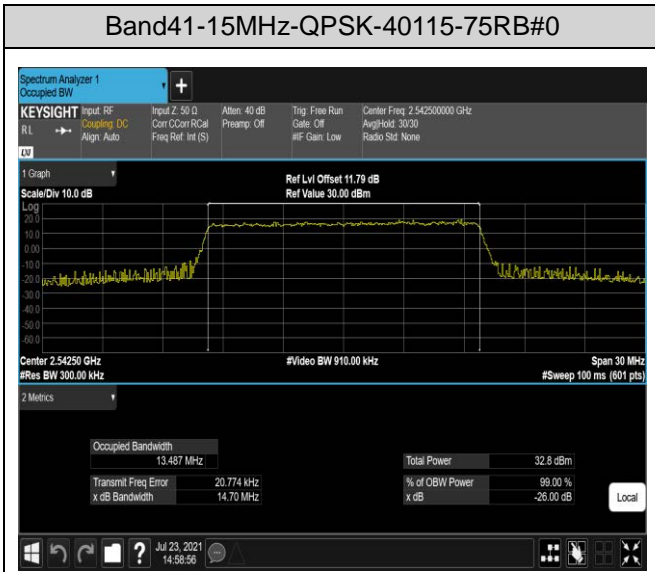 Band41-15MHz-QPSK-40115-75RB#0
Spectrum Analyzer 1
Occupied BW
+
KEYSIGHT Input: RF Input Z: 50 Ω Atten: 40 dB Trig: Free Run Center Freq: 2.542500000 GHz
RL Coupling: DC Corr CCorr RCal Preamp: Off Gate: Off Avg|Hold: 30/30
Align: Auto Freq Ref: Int (S) #IF Gain: Low Radio Std: None
LXI
1 Graph
Ref Lvl Offset 11.79 dB
Scale/Div 10.0 dB Ref Value 30.00 dBm
Log
20.0
10.0
0.00
-10.0
-20.0
-30.0
-40.0
-50.0
-60.0
Center 2.54250 GHz #Video BW 910.00 kHz Span 30 MHz
#Res BW 300.00 kHz #Sweep 100 ms (601 pts)
2 Metrics
Occupied Bandwidth
13.487 MHz Total Power 32.8 dBm
Transmit Freq Error 20.774 kHz % of OBW Power 99.00 %
x dB Bandwidth 14.70 MHz x dB -26.00 dB
Local
? Jul 23, 2021
14:58:56